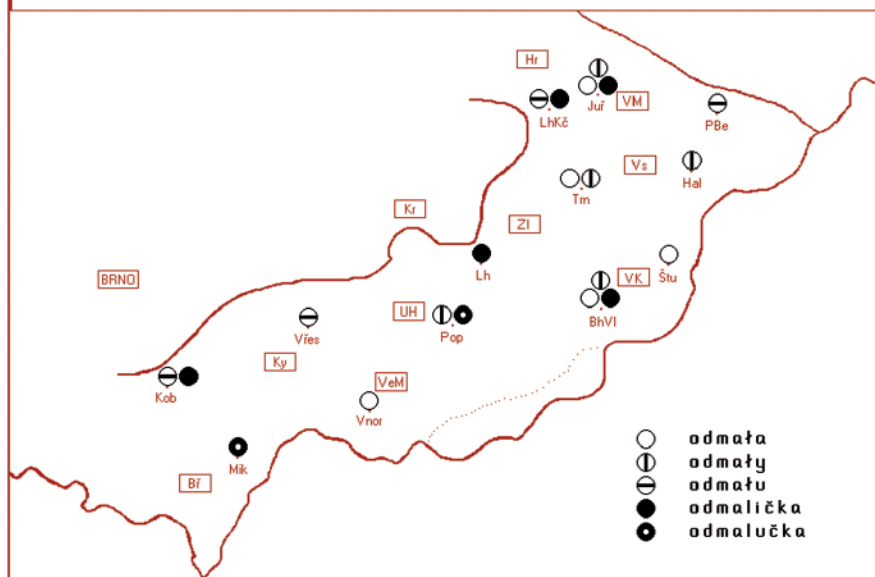 Hr
VM
Juř
LhKč
PBe
Vs
Hal
Trn
Kr
Zl
Lh
Štu
BRNO
VK
BhVl
UH
Pop
Vřes
Ky
Kob
VeM
Vnor
Mik
Bř
odmała
odmały
odmału
odmalička
odmalučka